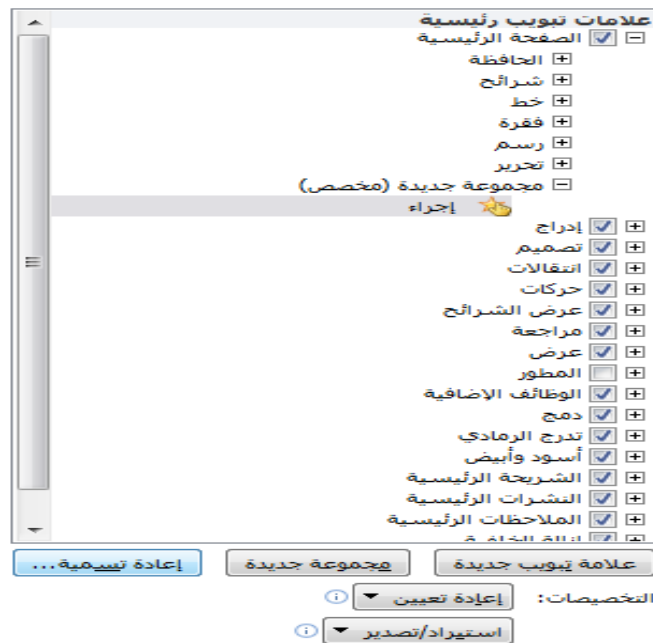 علامات تبويب رئيسية
الصفحة الرئيسية
الحافظة
شرائح
خط
فقرة
رسم
تحرير
مجموعة جديدة (مخصص)
إجراء
إدراج
تصميم
انتقالات
حركات
عرض الشرائح
مراجعة
عرض
المطور
الوظائف الإضافية
دمج
تدرج الرمادي
أسود وأبيض
الشريحة الرئيسية
النشرات الرئيسية
الملاحظات الرئيسية
علامة تبويب جديدة مجموعة جديدة إعادة تسمية...
التخصيصات: إعادة تعيين
استيراد/تصدير